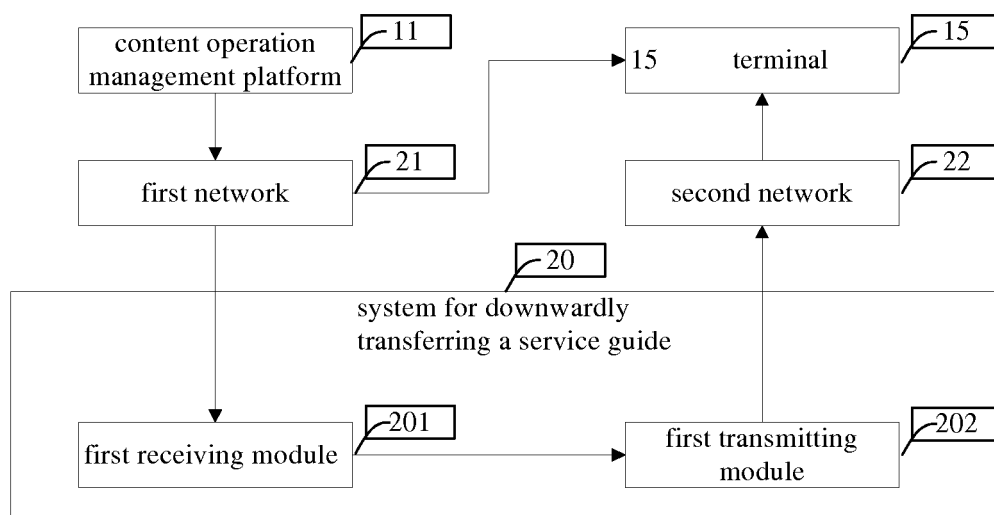 content operation
management platform
11
15
terminal
15
first network
21
second network
22
20
system for downwardly
transferring a service guide
first receiving module
201
first transmitting
module
202